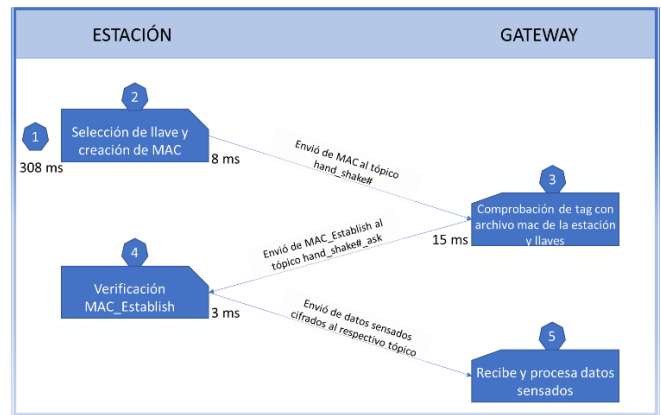 ESTACIÓN
GATEWAY
2
1
Selección de llave y
creación de MAC
308 ms
8 ms
Envió de MAC al tópico
hand_shake#
3
Comprobación de tag con
archivo mac de la estación
y llaves
15 ms
Envió de MAC_Establish al
tópico hand_shake#_ask
4
Verificación
MAC_Establish
3 ms
Envió de datos sensados
cifrados al respectivo tópico
5
Recibe y procesa datos
sensados